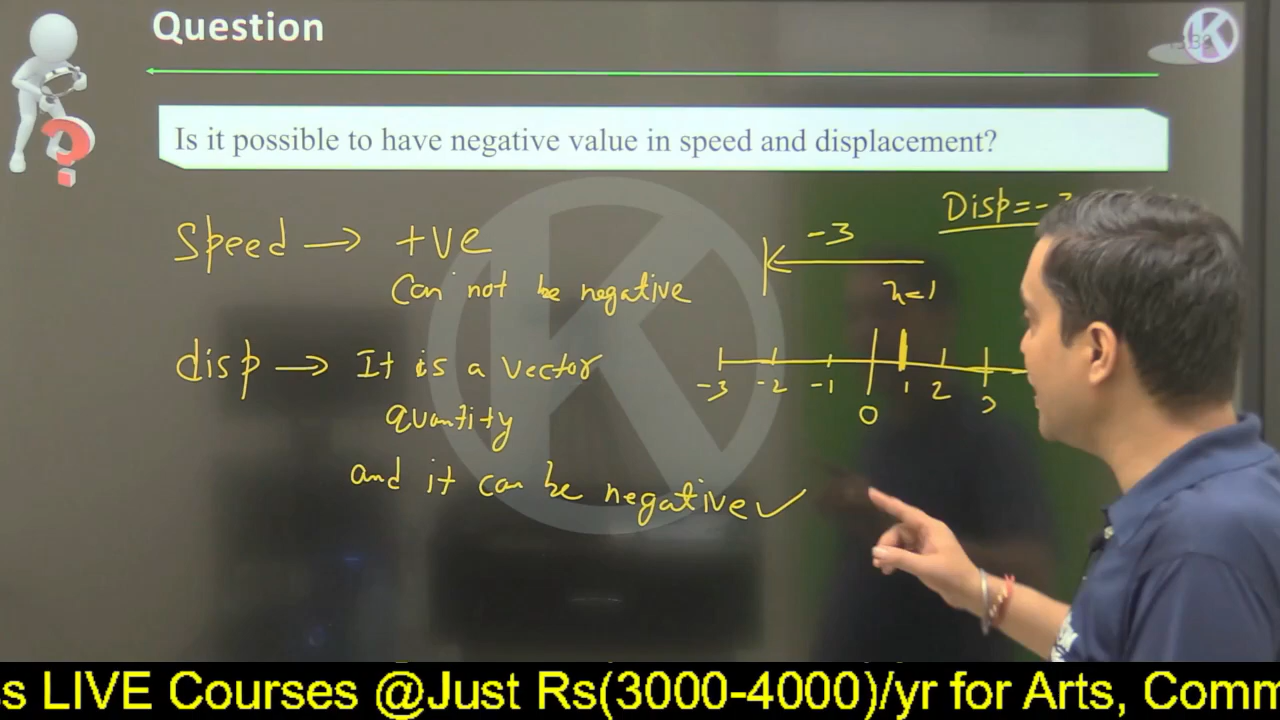 Question
Is it possible to have negative value in speed and displacement?
Speed → +ve
Can not be negative
disp → It is a vector
quantity
and it can be negative ✓
Disp = -
-3
x=1
-3 -2 -1 0 1 2 3
ss LIVE Courses @Just Rs(3000-4000)/yr for Arts, Comm